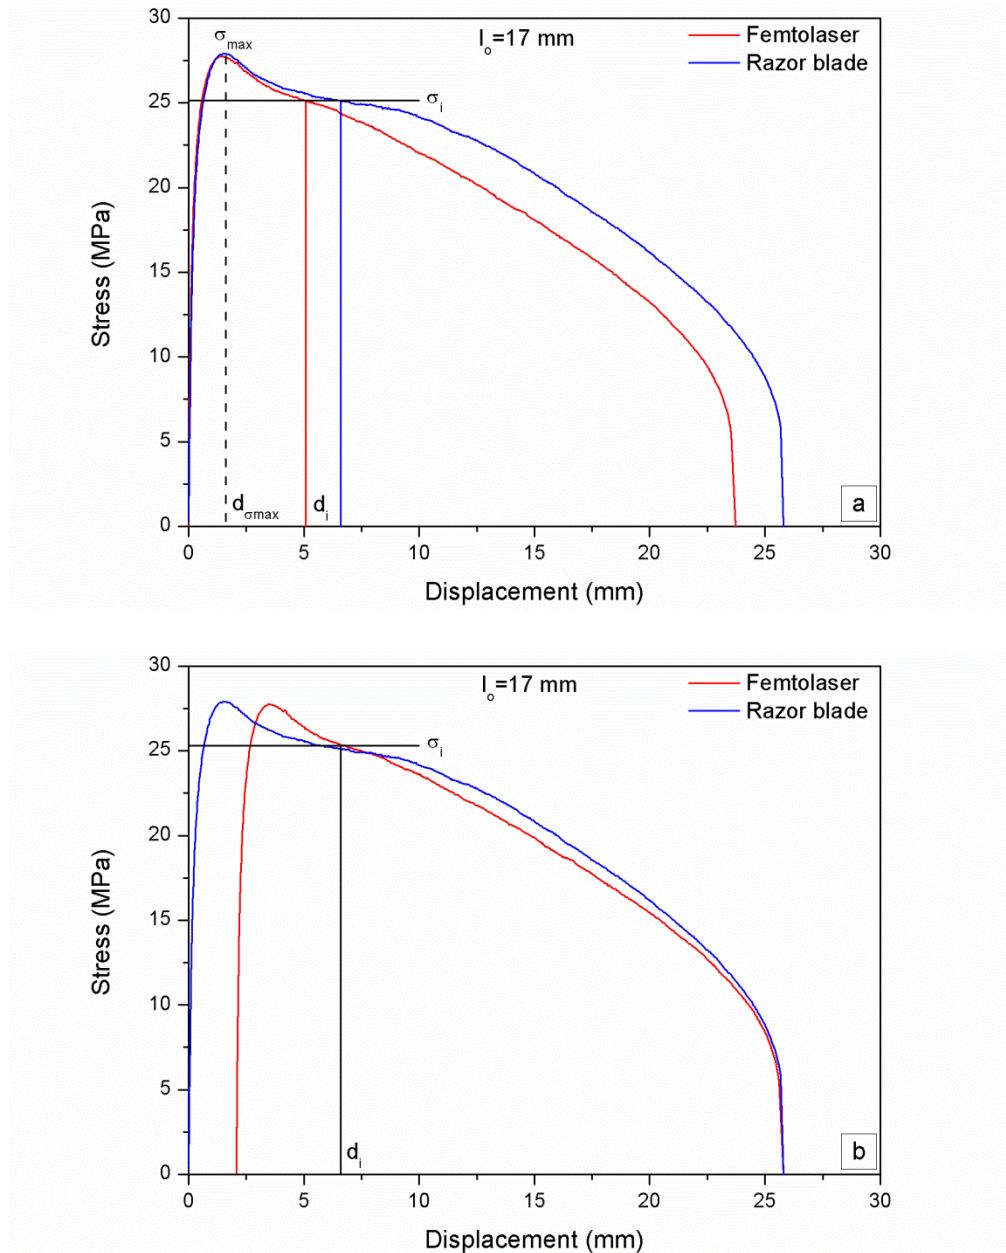 30
25
20
15
10
5
0
Stress (MPa)
σmax
lo=17 mm
Femtolaser
Razor blade
σi
dσmax
di
a
0 5 10 15 20 25 30
Displacement (mm)
30
25
20
15
10
5
0
Stress (MPa)
lo=17 mm
Femtolaser
Razor blade
σi
di
b
0 5 10 15 20 25 30
Displacement (mm)